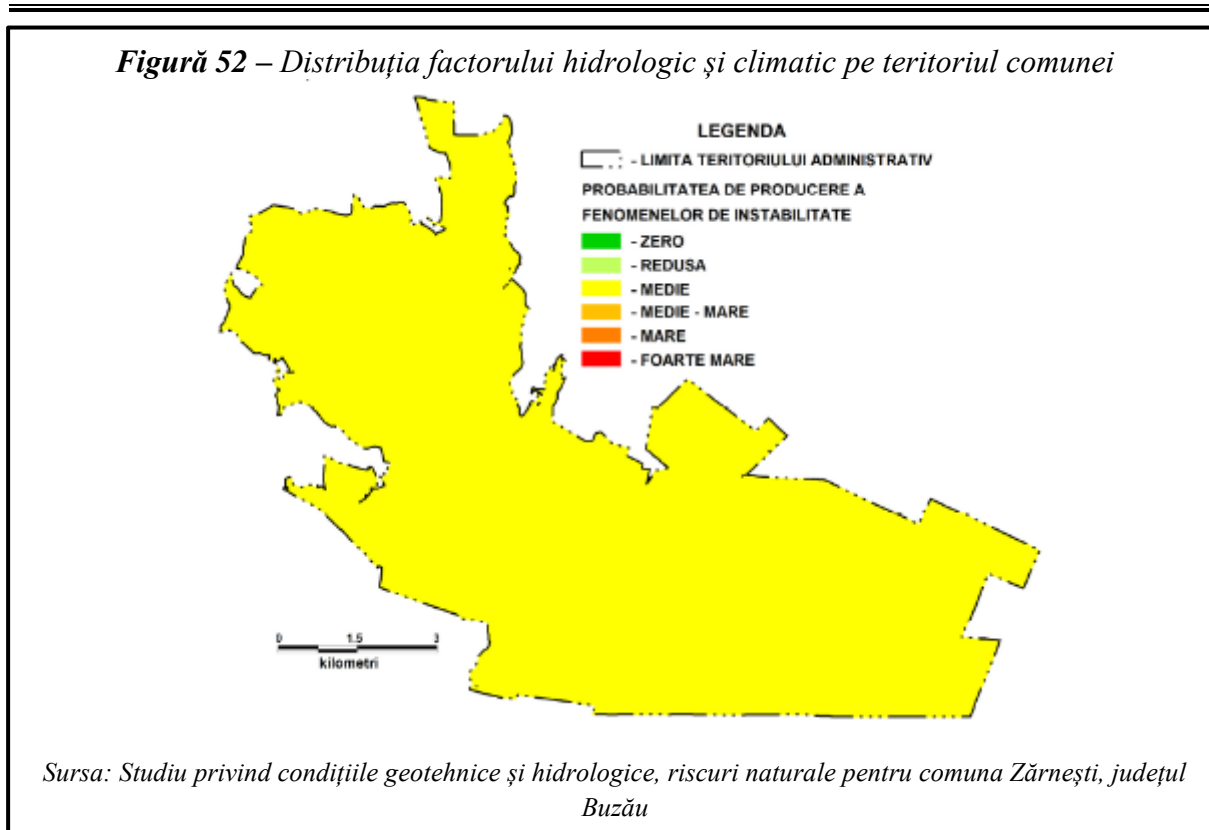 Figură 52 – Distribuția factorului hidrologic și climatic pe teritoriul comunei
LEGENDA
- LIMITA TERITORIULUI ADMINISTRATIV
PROBABILITATEA DE PRODUCERE A
FENOMENELOR DE INSTABILITATE
- ZERO
- REDUSA
- MEDIE
- MEDIE - MARE
- MARE
- FOARTE MARE
0 1.5 3
kilometri
Sursa: Studiu privind condițiile geotehnice și hidrologice, riscuri naturale pentru comuna Zărnești, județul
Buzău